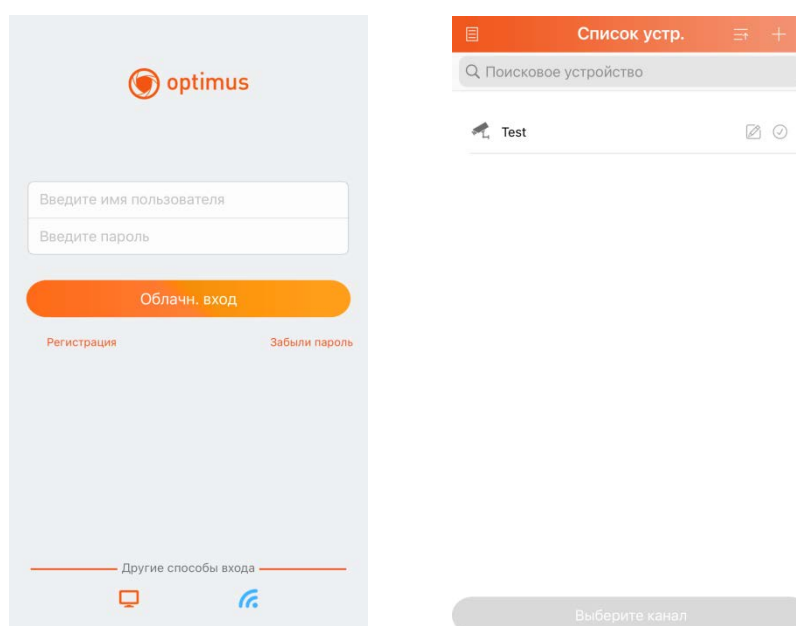 optimus
Введите имя пользователя
Введите пароль
Облачн. вход
Регистрация
Забыли пароль
Другие способы входа
Список устр.
Поисковое устройство
Test
Выберите канал